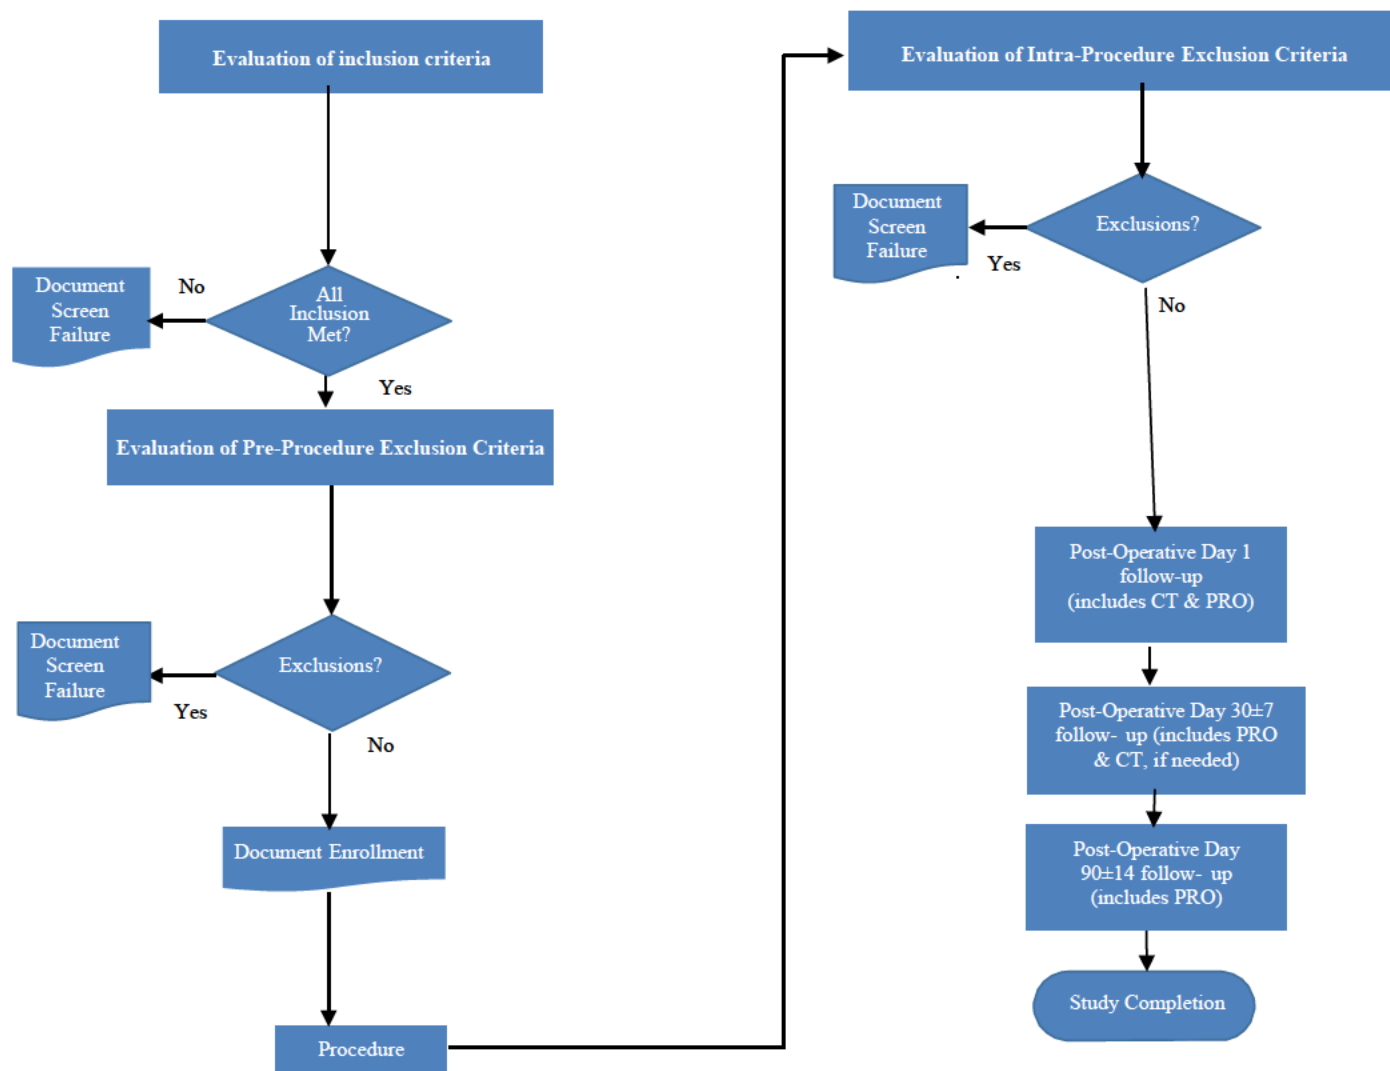 Evaluation of inclusion criteria
All
Inclusion
Met?
No
Document
Screen
Failure
Yes
Evaluation of Pre-Procedure Exclusion Criteria
Exclusions?
Document
Screen
Failure
Yes
No
Document Enrollment
Procedure
Evaluation of Intra-Procedure Exclusion Criteria
Exclusions?
Document
Screen
Failure
Yes
.
No
Post-Operative Day 1
follow-up
(includes CT & PRO)
Post-Operative Day 30±7
follow- up (includes PRO
& CT, if needed)
Post-Operative Day
90±14 follow- up
(includes PRO)
Study Completion